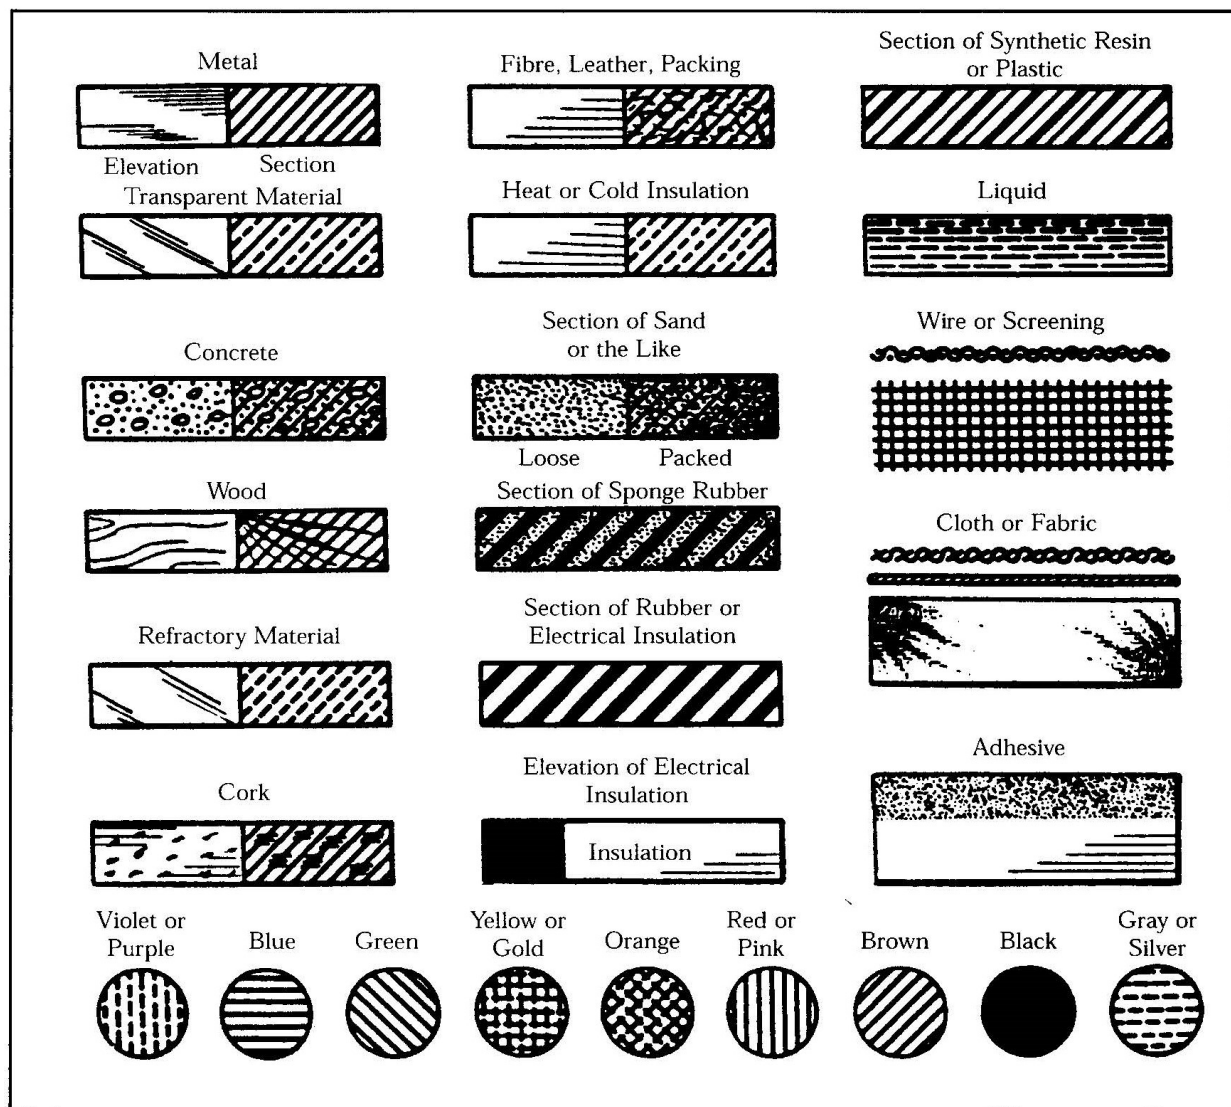 Metal
Elevation
Section
Transparent Material
Concrete
Wood
Refractory Material
Cork
Fibre, Leather, Packing
Heat or Cold Insulation
Section of Sand
or the Like
Loose
Packed
Section of Sponge Rubber
Section of Rubber or
Electrical Insulation
Elevation of Electrical
Insulation
Insulation
Section of Synthetic Resin
or Plastic
Liquid
Wire or Screening
Cloth or Fabric
Adhesive
Violet or
Purple
Blue
Green
Yellow or
Gold
Orange
Red or
Pink
Brown
Black
Gray or
Silver